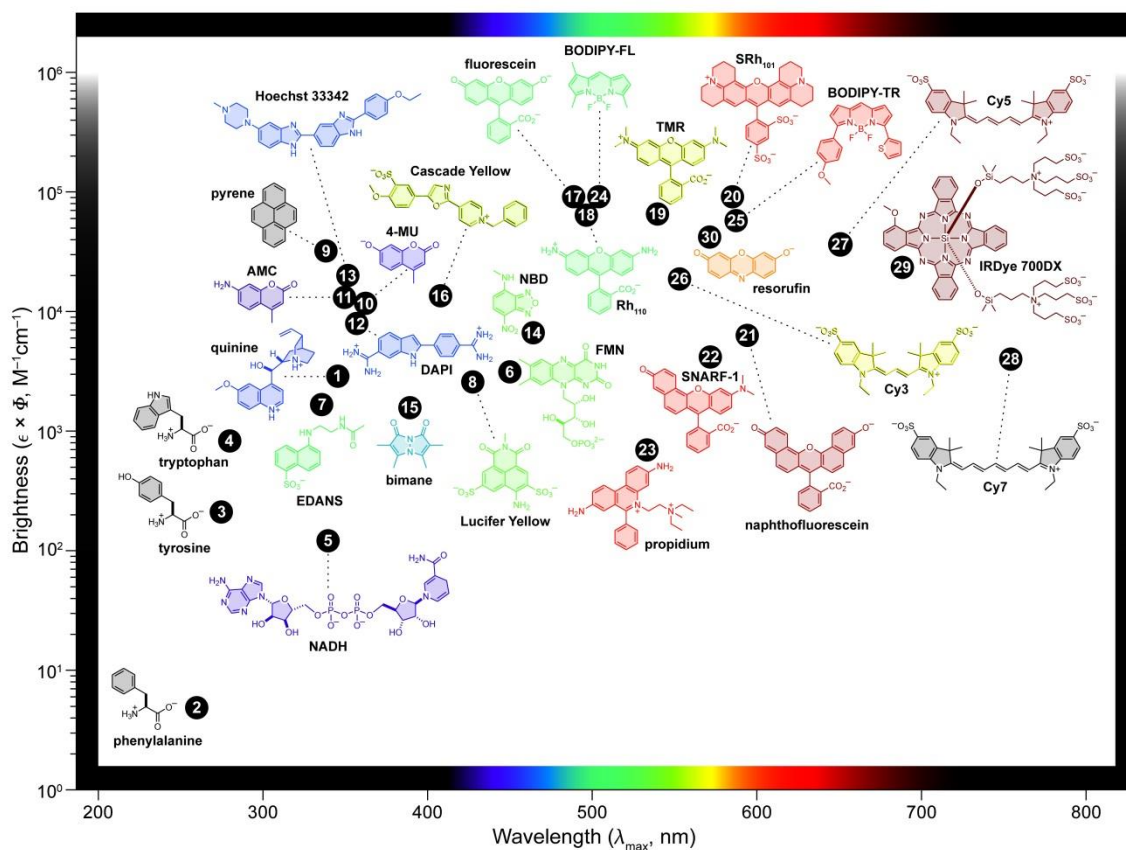 Brightness (ϵ × Φ, M⁻¹cm⁻¹)
10⁶
10⁵
10⁴
10³
10²
10¹
10⁰
200
300
400
500
600
700
800
Wavelength (λmax, nm)
Hoechst 33342
fluorescein
BODIPY-FL
SRh₁₀₁
BODIPY-TR
Cy5
TMR
Cascade Yellow
pyrene
4-MU
AMC
NBD
Rh₁₁₀
resorufin
IRDye 700DX
quinine
DAPI
FMN
SNARF-1
Cy3
tryptophan
EDANS
bimane
Lucifer Yellow
propidium
naphthofluorescein
Cy7
tyrosine
NADH
phenylalanine
1
2
3
4
5
6
7
8
9
10
11
12
13
14
15
16
17
18
19
20
21
22
23
24
25
26
27
28
29
30